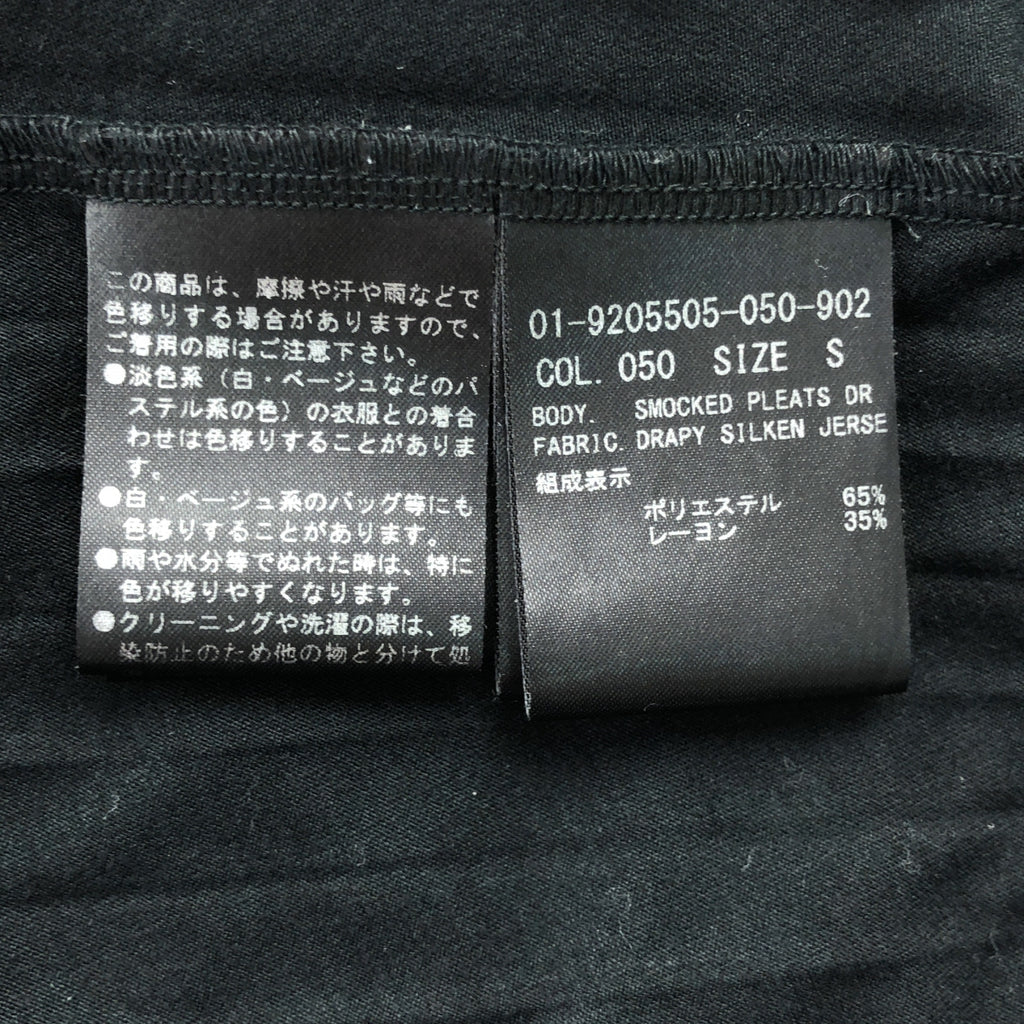 この商品は、摩擦や汗や雨などで
色移りする場合がありますので、
ご着用の際はご注意下さい。
●淡色系（白・ベージュなどのパ
ステル系の色）の衣服との着合
わせは色移りすることがありま
す。
●白・ベージュ系のバッグ等にも
色移りすることがあります。
●雨や水分等でぬれた時は、特に
色が移りやすくなります。
●クリーニングや洗濯の際は、移
染防止のため他の物と分けて処
01-9205505-050-902
COL. 050 SIZE S
BODY. SMOCKED PLEATS DR
FABRIC. DRAPY SILKEN JERSE
組成表示
ポリエステル 65%
レーヨン 35%